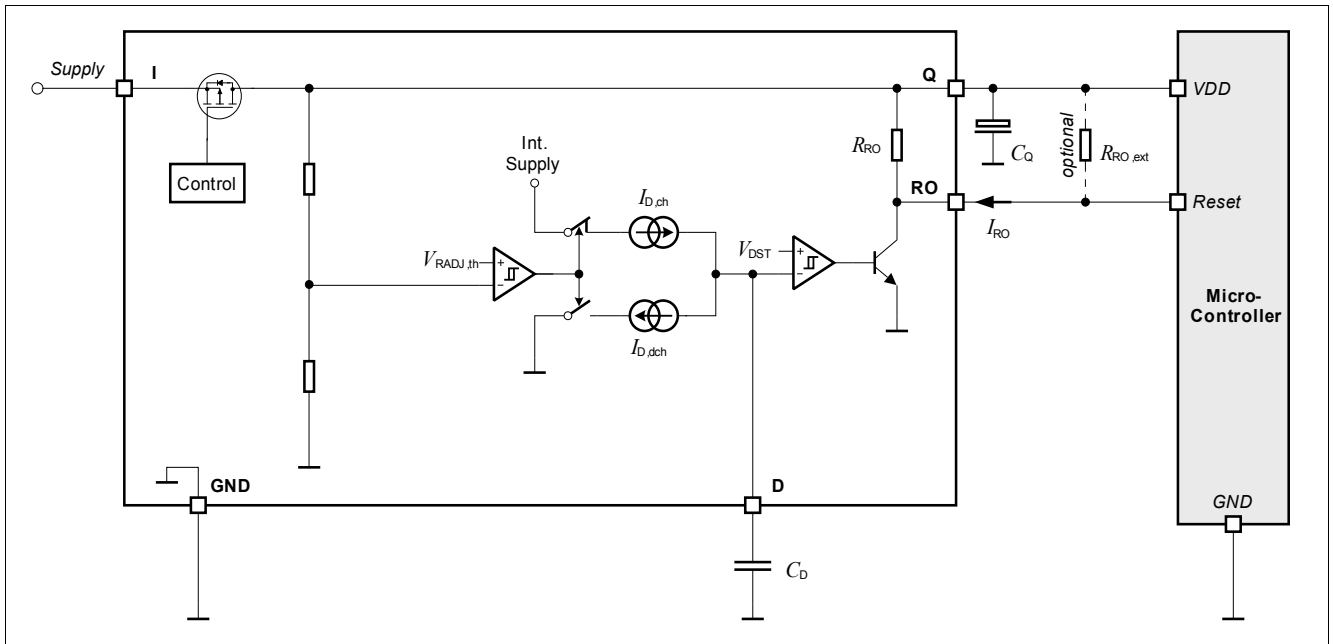 Supply
I
Q
VDD
Control
Int.
Supply
I_D,ch
R_RO
C_Q
optional
R_RO,ext
RO
Reset
I_RO
V_RADJ,th
+
−
V_DST
+
−
I_D,dch
Micro-
Controller
GND
D
GND
C_D